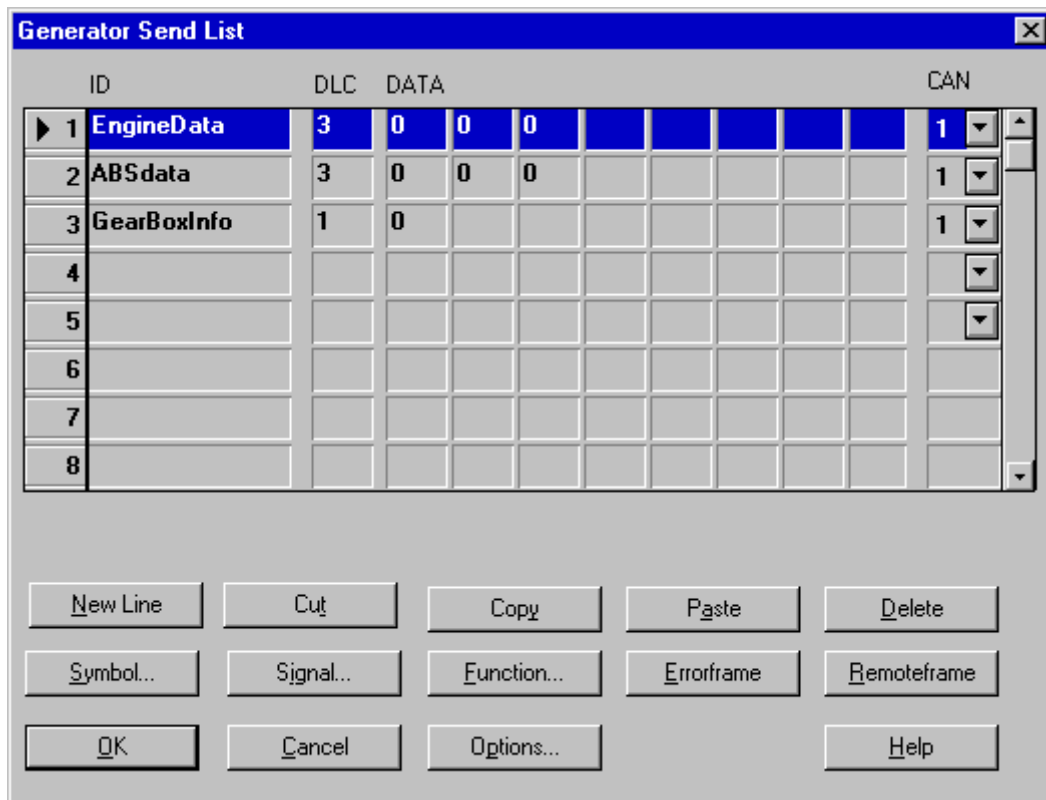 Generator Send List
ID DLC DATA CAN
1 EngineData 3 0 0 0 1
2 ABSdata 3 0 0 0 1
3 GearBoxInfo 1 0 1
4
5
6
7
8
New Line Cut Copy Paste Delete
Symbol... Signal... Function... Errorframe Remoteframe
OK Cancel Options... Help